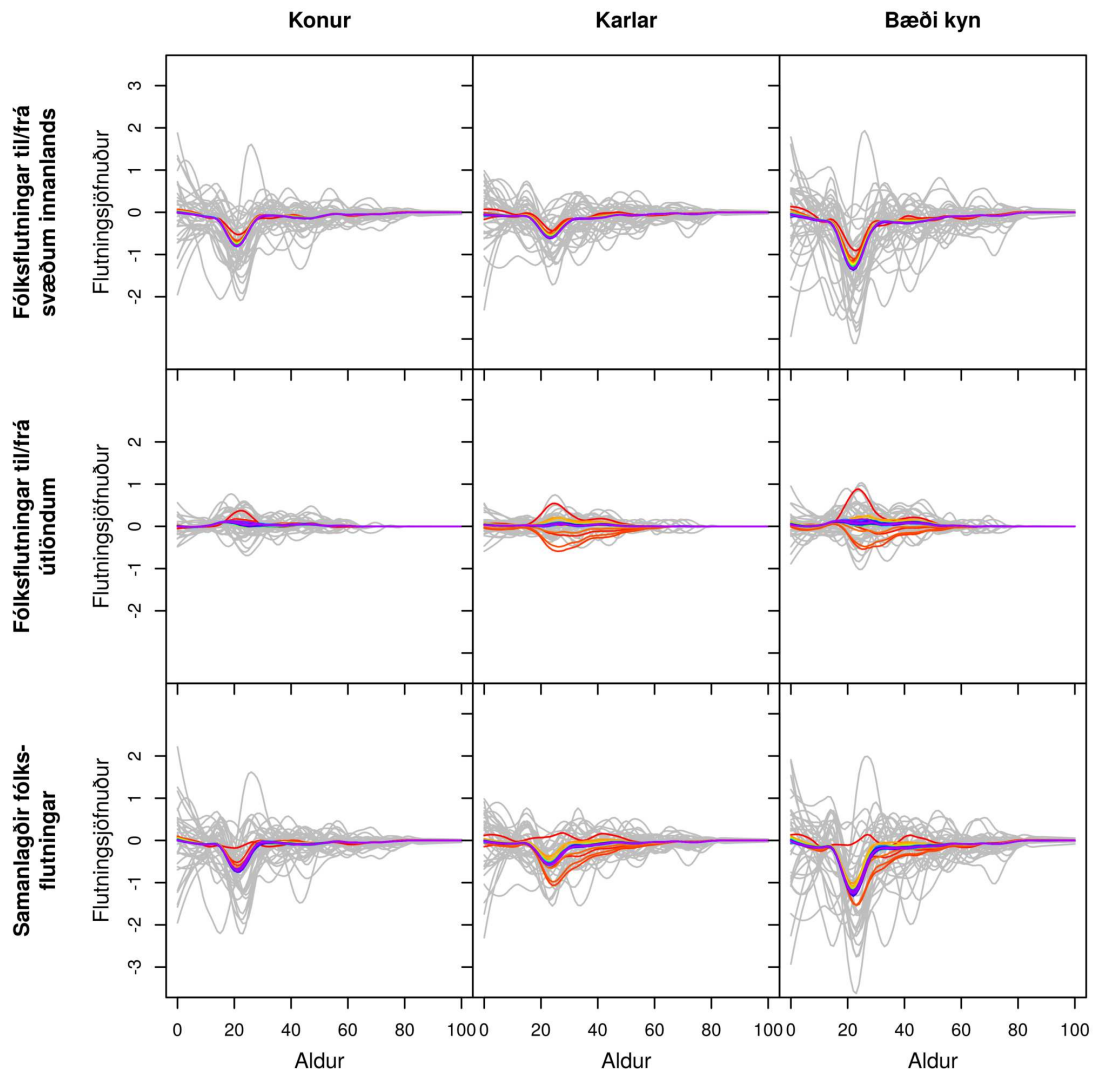 Konur
Karlar
Bæði kyn
Fólksflutningar til/frá
svæðum innanlands
Flutningsjöfnuður
3
2
1
0
-1
-2
Fólksflutningar til/frá
útlöndum
Flutningsjöfnuður
2
1
0
-1
-2
Samanlagðir fólks-
flutningar
Flutningsjöfnuður
2
1
0
-1
-2
-3
0 20 40 60 80 100
0 20 40 60 80 100
0 20 40 60 80 100
Aldur
Aldur
Aldur